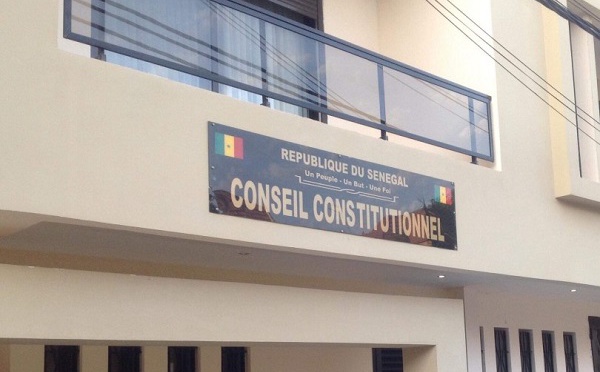 REPUBLIQUE DU SENEGAL
Un Peuple - Un But - Une Foi
CONSEIL CONSTITUTIONNEL